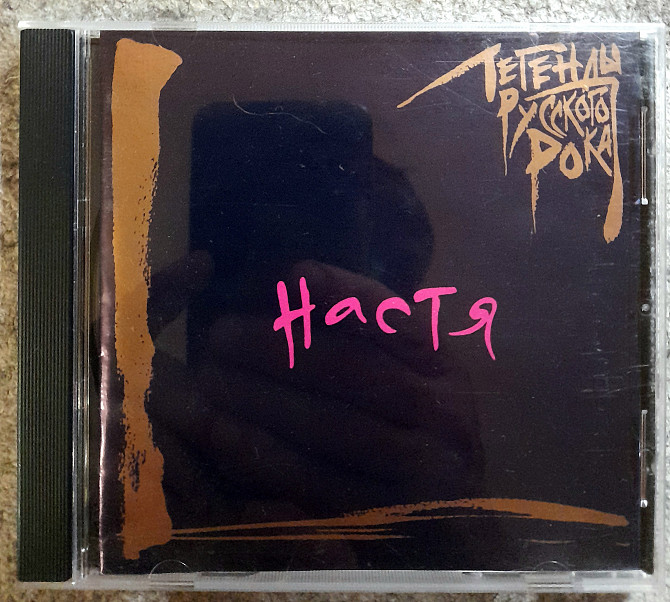 Легенды
Русского
Рока
Настя